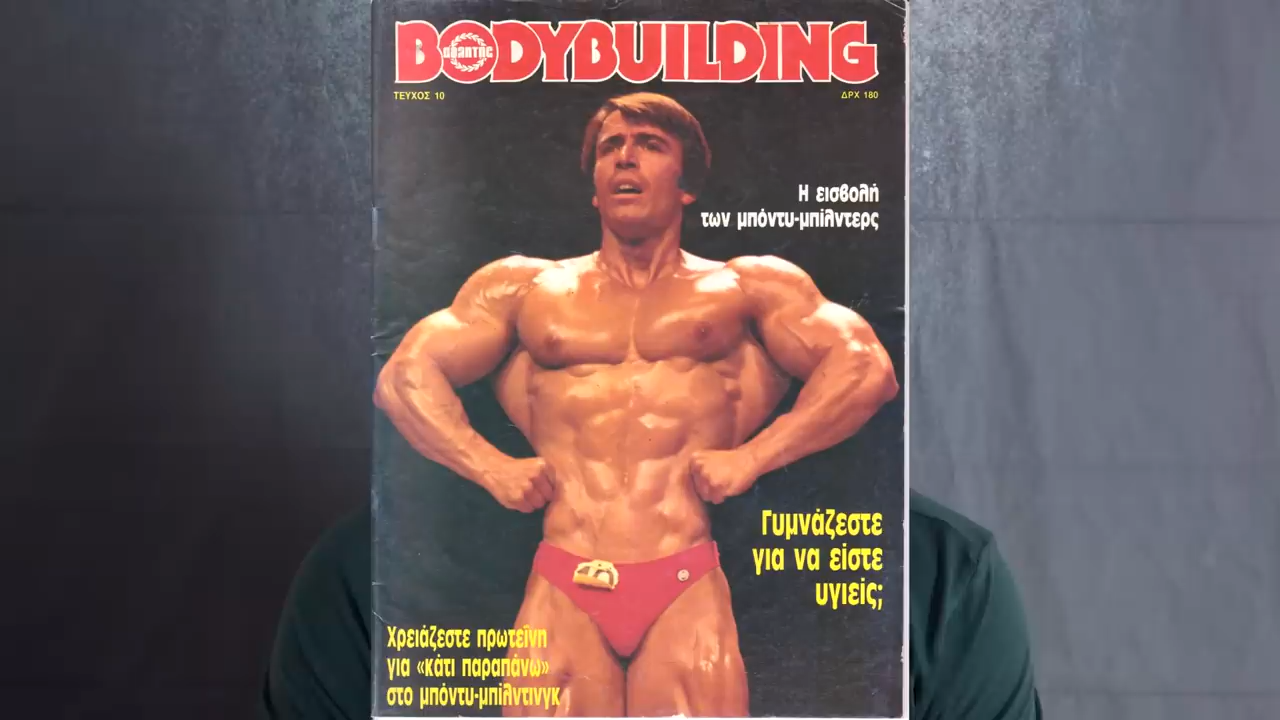 BODYBUILDING
αθλητής
ΤΕΥΧΟΣ 10
ΔΡΧ 180
Η εισβολή
των μπόντυ-μπίλντερς
Γυμνάζεστε
για να είστε
υγιείς;
Χρειάζεστε πρωτεΐνη
για «κάτι παραπάνω»
στο μπόντυ-μπίλντινγκ